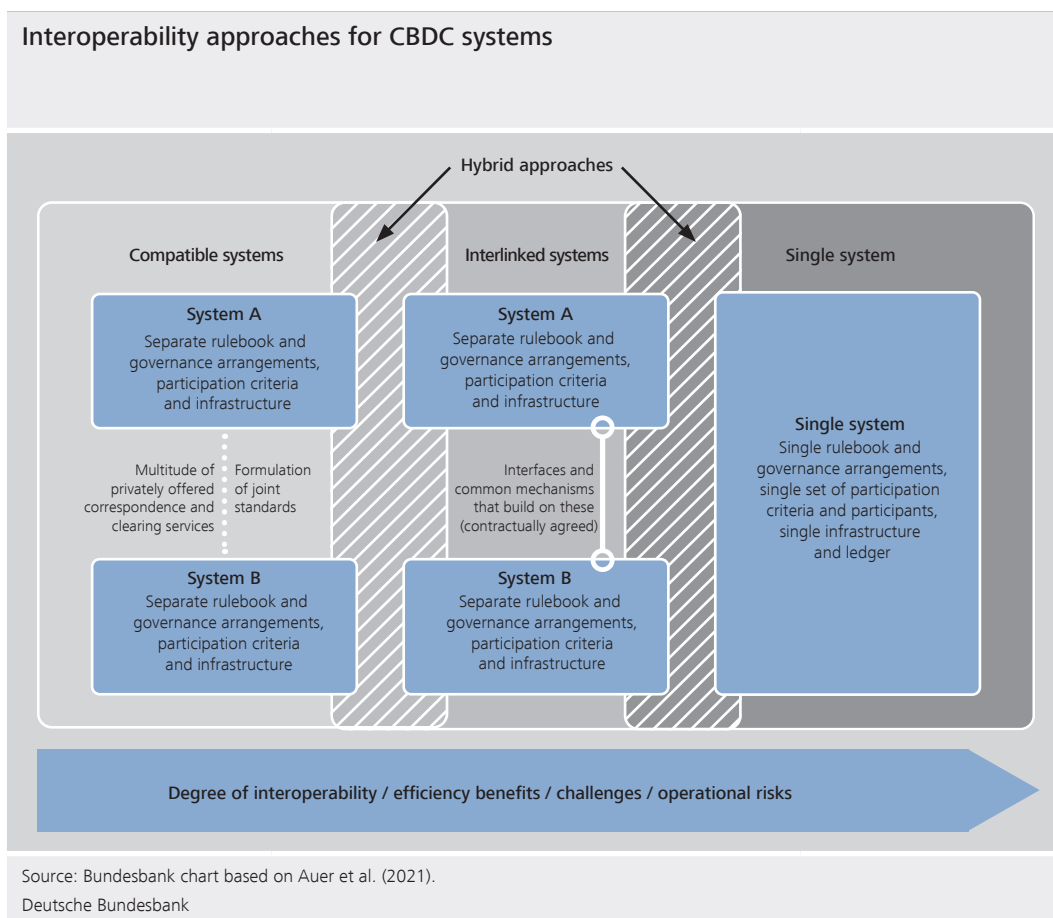 Interoperability approaches for CBDC systems
Hybrid approaches
Compatible systems
Interlinked systems
Single system
System A
Separate rulebook and
governance arrangements,
participation criteria
and infrastructure
System A
Separate rulebook and
governance arrangements,
participation criteria
and infrastructure
Single system
Single rulebook and
governance arrangements,
single set of participation
criteria and participants,
single infrastructure
and ledger
Multitude of
privately offered
correspondence and
clearing services
Formulation
of joint
standards
Interfaces and
common mechanisms
that build on these
(contractually agreed)
System B
Separate rulebook and
governance arrangements,
participation criteria
and infrastructure
System B
Separate rulebook and
governance arrangements,
participation criteria
and infrastructure
Degree of interoperability / efficiency benefits / challenges / operational risks
Source: Bundesbank chart based on Auer et al. (2021).
Deutsche Bundesbank